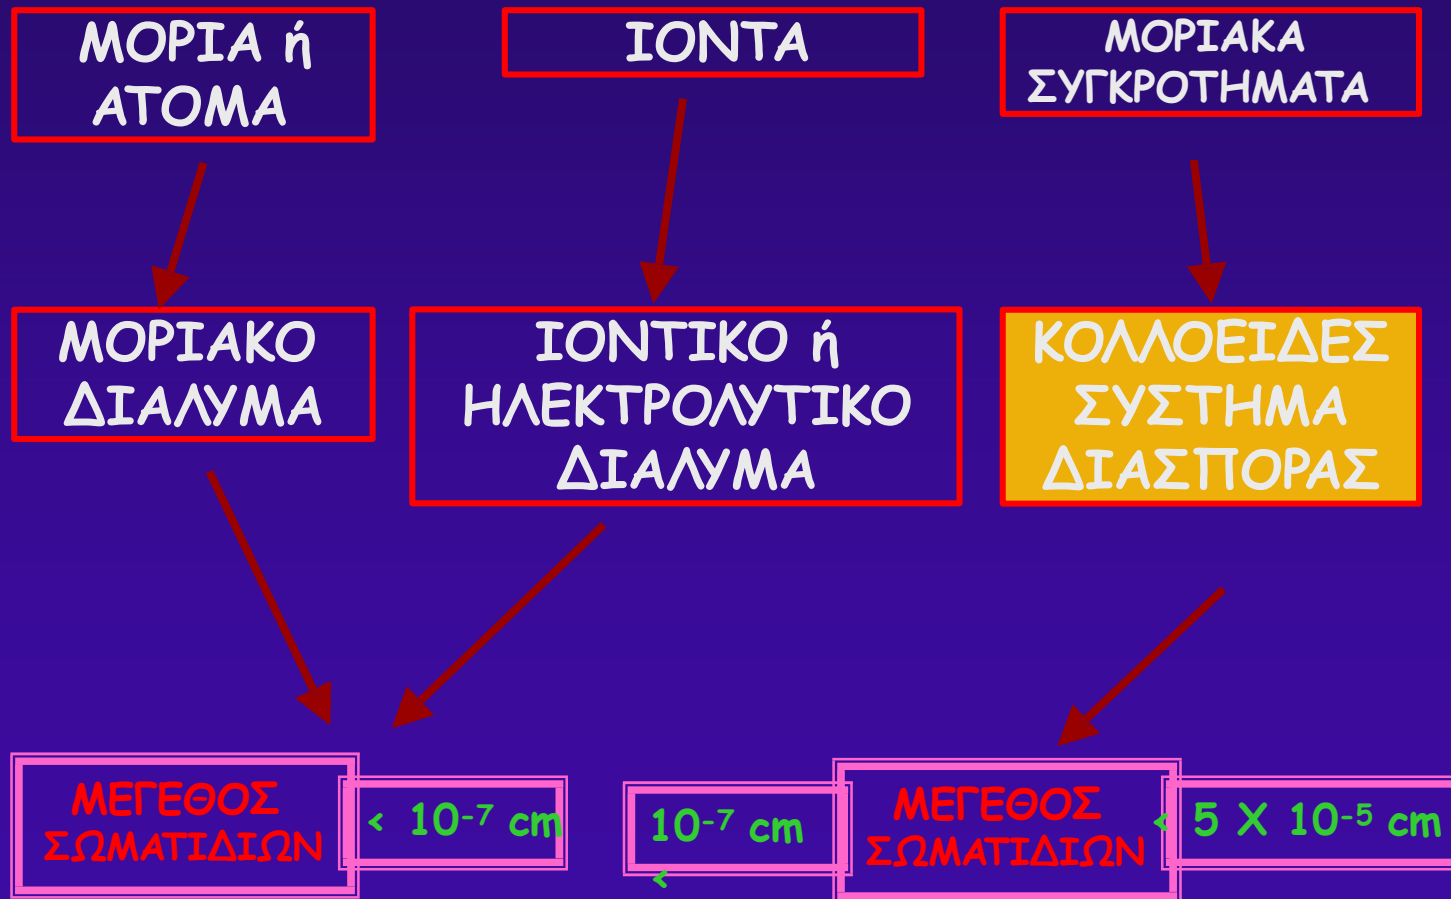 ΜΟΡΙΑ ή
ΑΤΟΜΑ
ΙΟΝΤΑ
ΜΟΡΙΑΚΑ
ΣΥΓΚΡΟΤΗΜΑΤΑ
ΜΟΡΙΑΚΟ
ΔΙΑΛΥΜΑ
ΙΟΝΤΙΚΟ ή
ΗΛΕΚΤΡΟΛΥΤΙΚΟ
ΔΙΑΛΥΜΑ
ΚΟΛΛΟΕΙΔΕΣ
ΣΥΣΤΗΜΑ
ΔΙΑΣΠΟΡΑΣ
ΜΕΓΕΘΟΣ
ΣΩΜΑΤΙΔΙΩΝ
< 10⁻⁷ cm
10⁻⁷ cm
<
ΜΕΓΕΘΟΣ
ΣΩΜΑΤΙΔΙΩΝ
< 5 X 10⁻⁵ cm